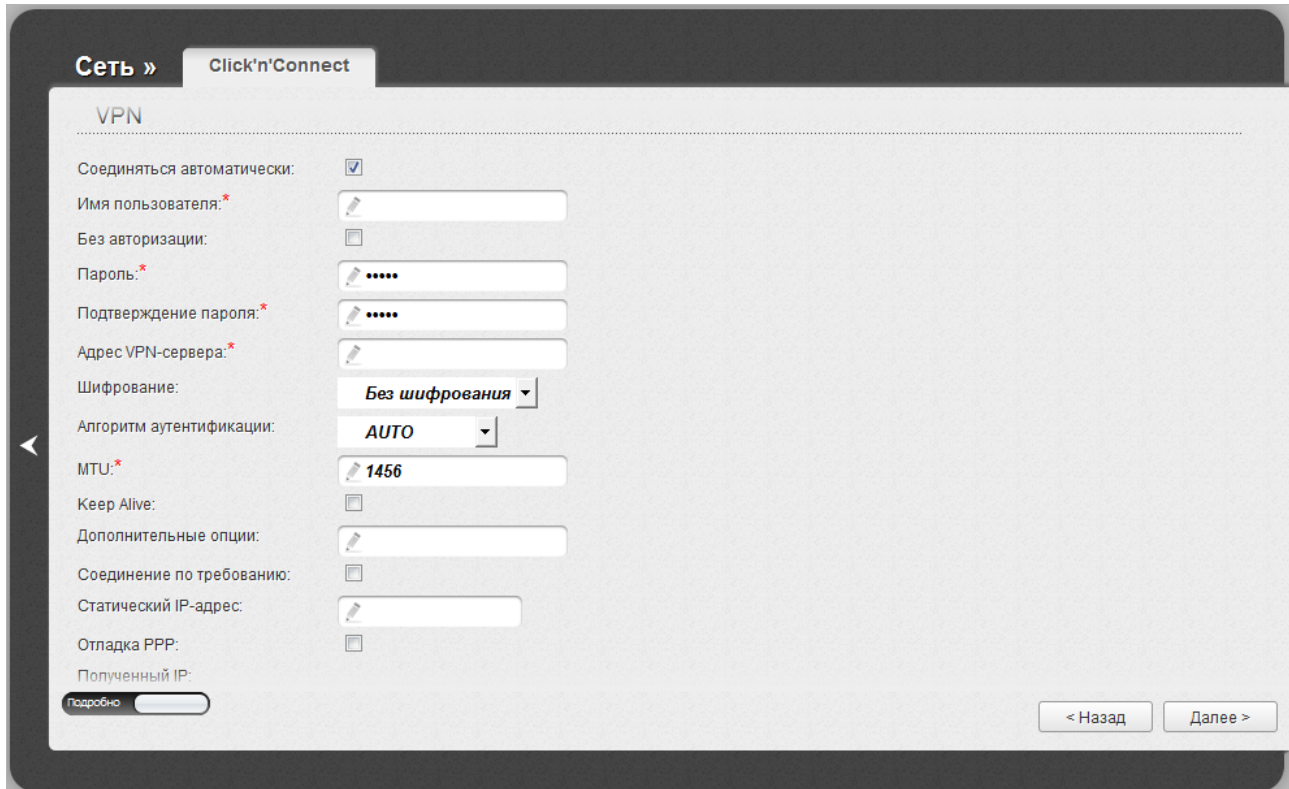 Сеть »
Click'n'Connect
VPN
Соединяться автоматически:
Имя пользователя:*
Без авторизации:
Пароль:* •••••
Подтверждение пароля:* •••••
Адрес VPN-сервера:*
Шифрование: Без шифрования
Алгоритм аутентификации: AUTO
MTU:* 1456
Keep Alive:
Дополнительные опции:
Соединение по требованию:
Статический IP-адрес:
Отладка PPP:
Полученный IP:
Подробно
< Назад
Далее >